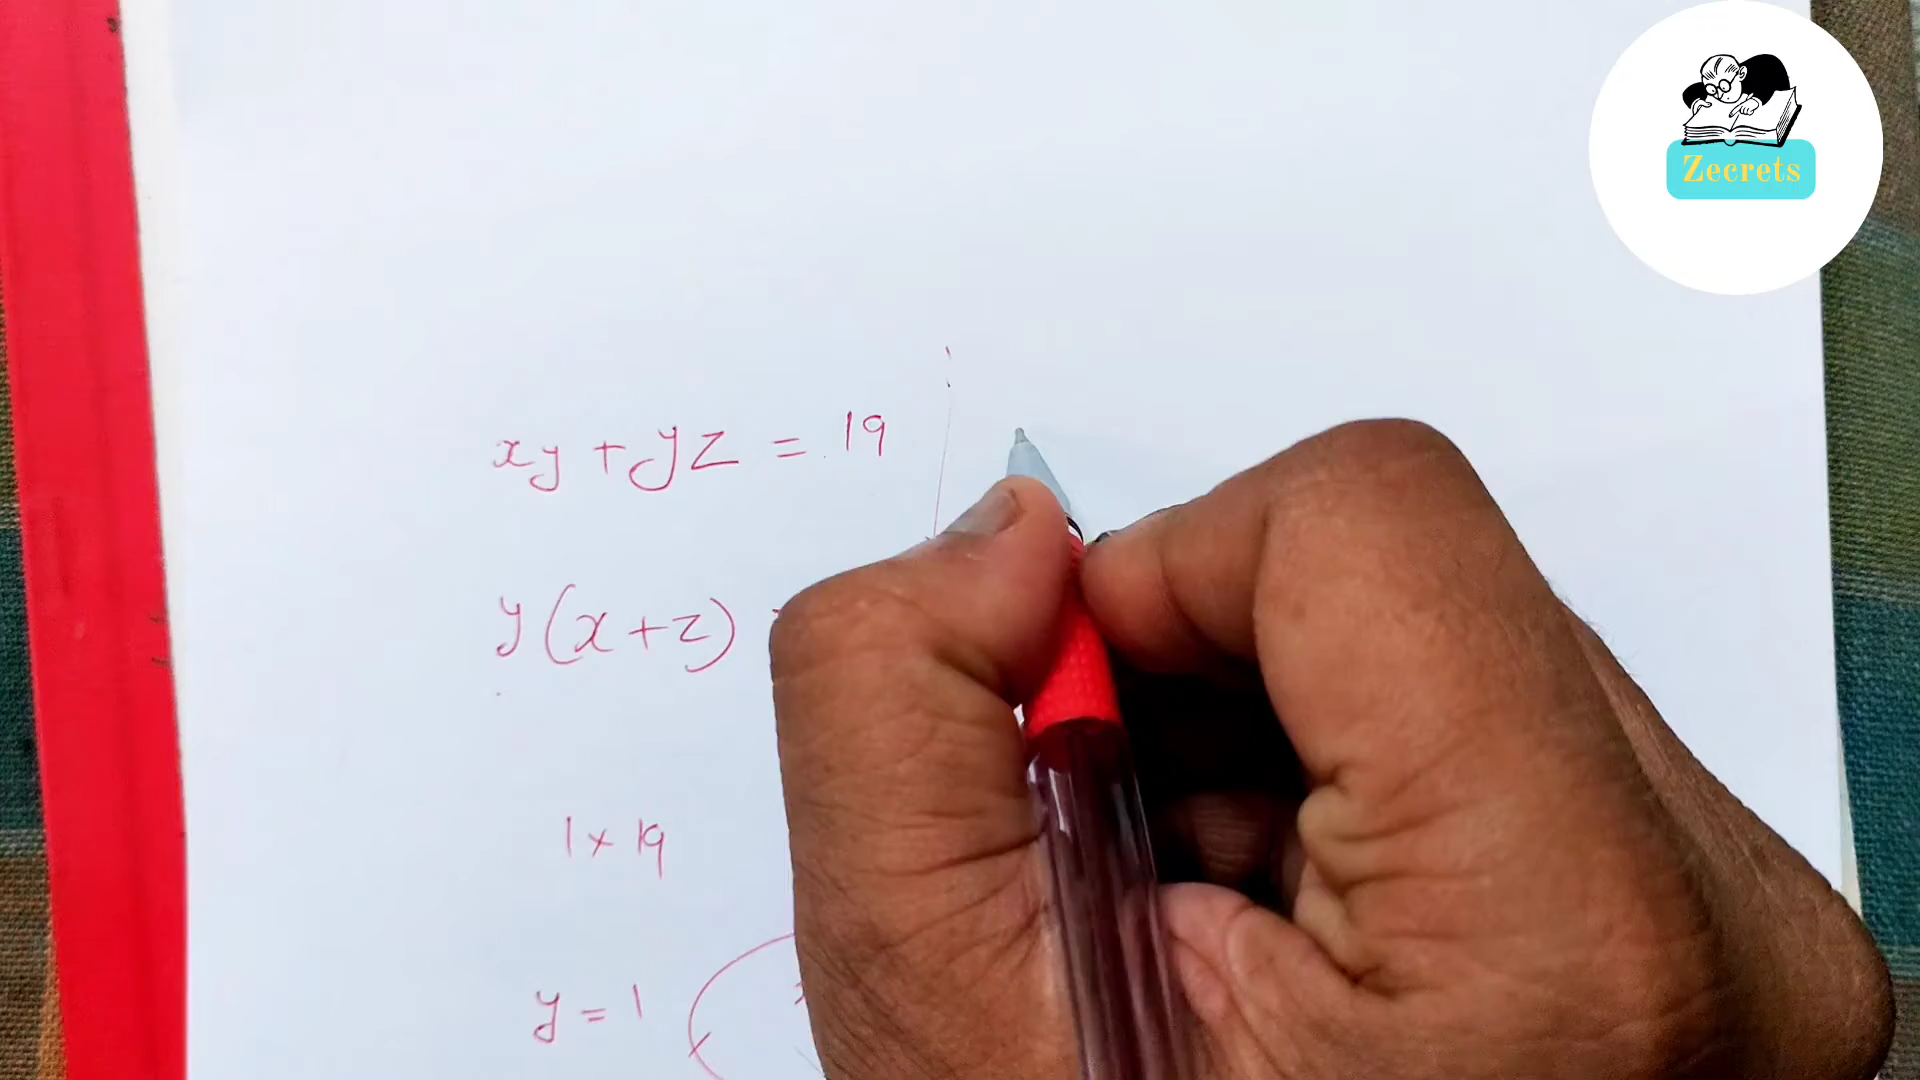 Zecrets
xy + yz = 19
y(x+z)
1 × 19
y = 1